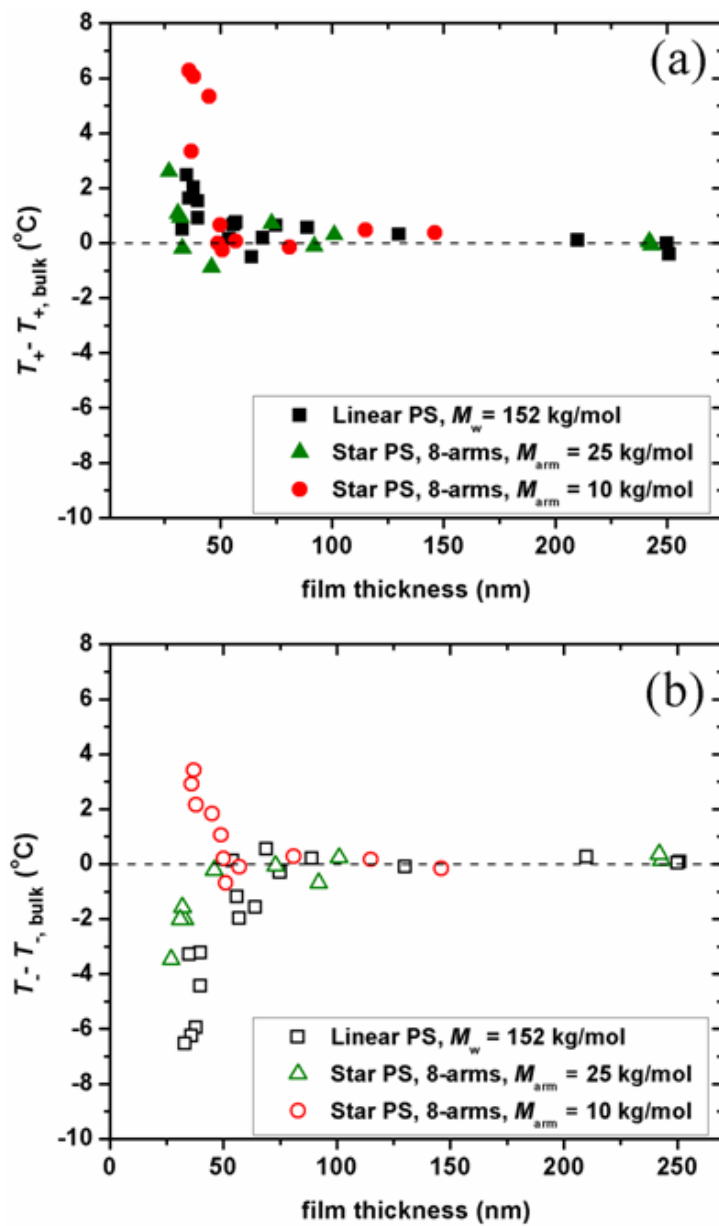 (a)
8
6
4
2
0
-2
-4
-6
-8
-10
T+- T+, bulk (°C)
Linear PS, Mw= 152 kg/mol
Star PS, 8-arms, Marm = 25 kg/mol
Star PS, 8-arms, Marm = 10 kg/mol
50 100 150 200 250
film thickness (nm)
(b)
8
6
4
2
0
-2
-4
-6
-8
-10
T-- T-, bulk (°C)
Linear PS, Mw = 152 kg/mol
Star PS, 8-arms, Marm = 25 kg/mol
Star PS, 8-arms, Marm = 10 kg/mol
0 50 100 150 200 250
film thickness (nm)